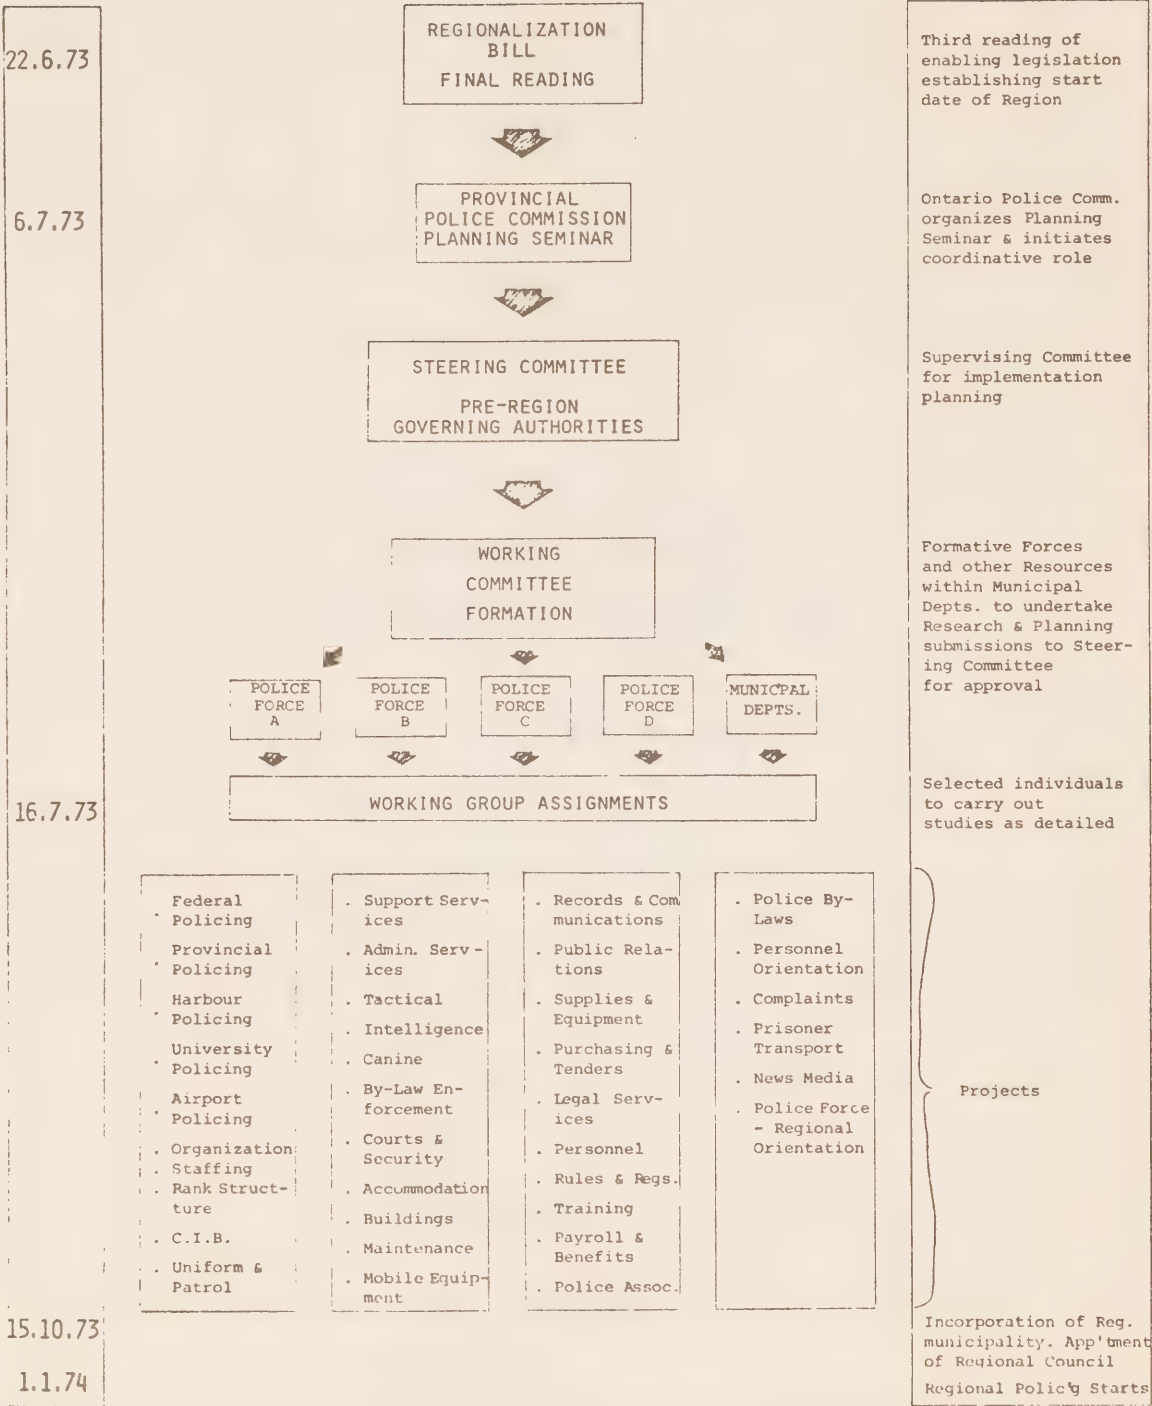 22.6.73
REGIONALIZATION
BILL
FINAL READING
Third reading of
enabling legislation
establishing start
date of Region
6.7.73
PROVINCIAL
POLICE COMMISSION
PLANNING SEMINAR
Ontario Police Comm.
organizes Planning
Seminar & initiates
coordinative role
STEERING COMMITTEE
PRE-REGION
GOVERNING AUTHORITIES
Supervising Committee
for implementation
planning
WORKING
COMMITTEE
FORMATION
Formative Forces
and other Resources
within Municipal
Depts. to undertake
Research & Planning
submissions to Steer-
ing Committee
for approval
POLICE
FORCE
A
POLICE
FORCE
B
POLICE
FORCE
C
POLICE
FORCE
D
MUNIC'PAL
DEPTS.
16.7.73
WORKING GROUP ASSIGNMENTS
Selected individuals
to carry out
studies as detailed
Federal
. Policing
Provincial
. Policing
Harbour
. Policing
University
. Policing
Airport
. Policing
. Organization
. Staffing
. Rank Struct-
ture
. C.I.B.
. Uniform &
Patrol
. Support Serv-
ices
. Admin. Serv-
ices
. Tactical
. Intelligence
. Canine
. By-Law En-
forcement
. Courts &
Security
. Accommodation
. Buildings
. Maintenance
. Mobile Equip-
ment
. Records & Com
munications
. Public Rela-
tions
. Supplies &
Equipment
. Purchasing &
Tenders
. Legal Serv-
ices
. Personnel
. Rules & Regs.
. Training
. Payroll &
Benefits
. Police Assoc.
. Police By-
Laws
. Personnel
Orientation
. Complaints
. Prisoner
Transport
. News Media
. Police Force
- Regional
Orientation
Projects
15.10.73
Incorporation of Reg.
municipality. App'tment
of Regional Council
1.1.74
Regional Polic'g Starts